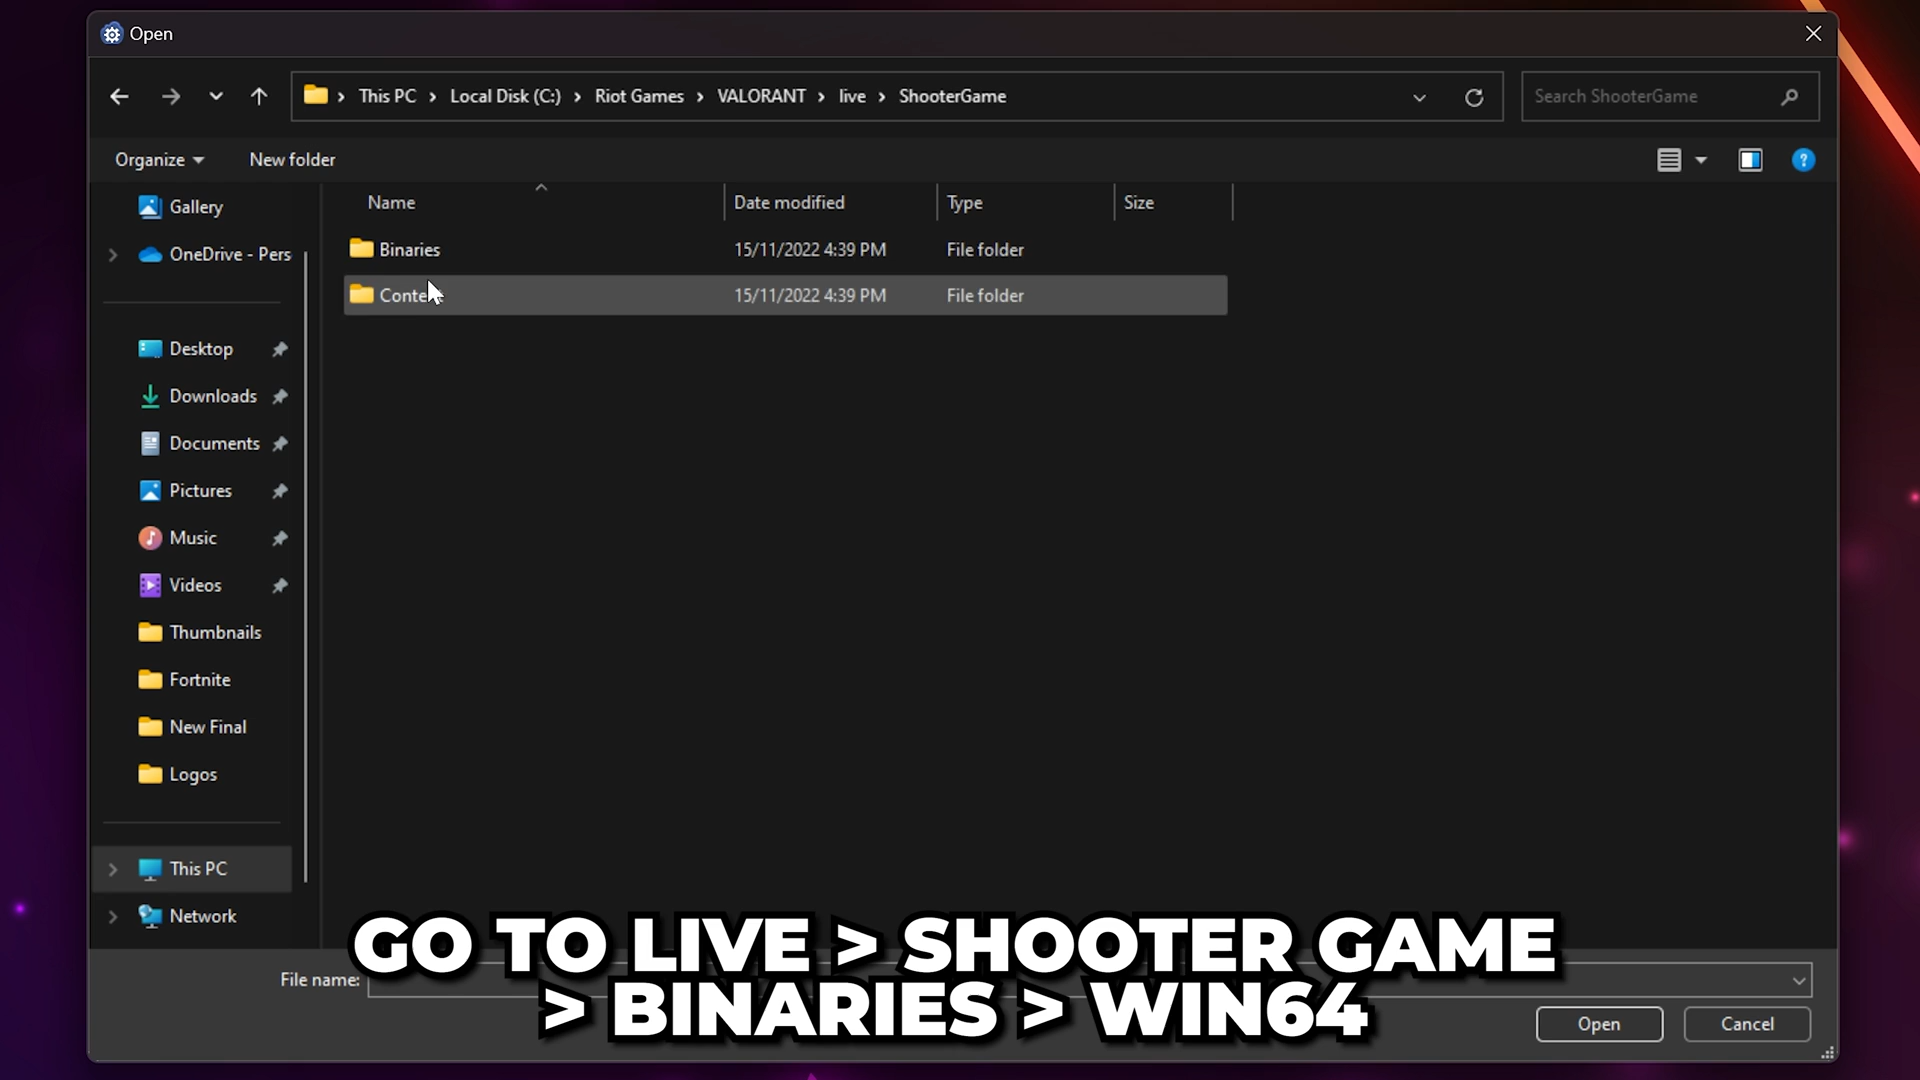 Open
This PC > Local Disk (C:) > Riot Games > VALORANT > live > ShooterGame
Search ShooterGame
Organize
New folder
?
Name
Date modified
Type
Size
Gallery
OneDrive - Pers
Binaries
15/11/2022 4:39 PM
File folder
15/11/2022 4:39 PM
File folder
Desktop
Downloads
Documents
Pictures
Music
Videos
Thumbnails
Fortnite
New Final
Logos
This PC
Network
GO TO LIVE > SHOOTER GAME
> BINARIES > WIN64
File name:
Open
Cancel